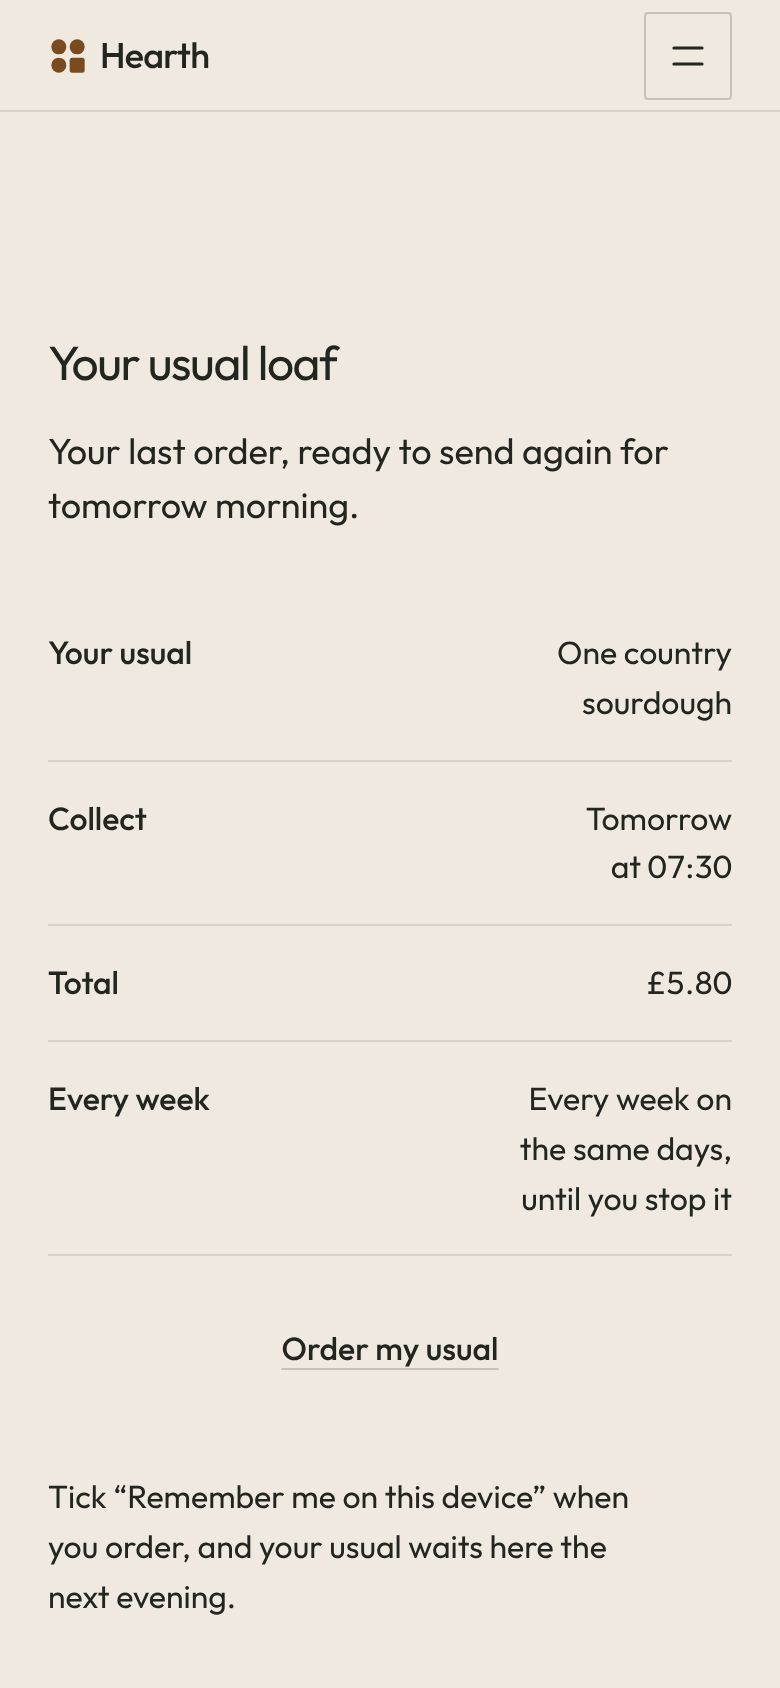 Hearth
Your usual loaf
Your last order, ready to send again for
tomorrow morning.
Your usual
One country
sourdough
Collect
Tomorrow
at 07:30
Total
£5.80
Every week
Every week on
the same days,
until you stop it
Order my usual
Tick “Remember me on this device” when
you order, and your usual waits here the
next evening.